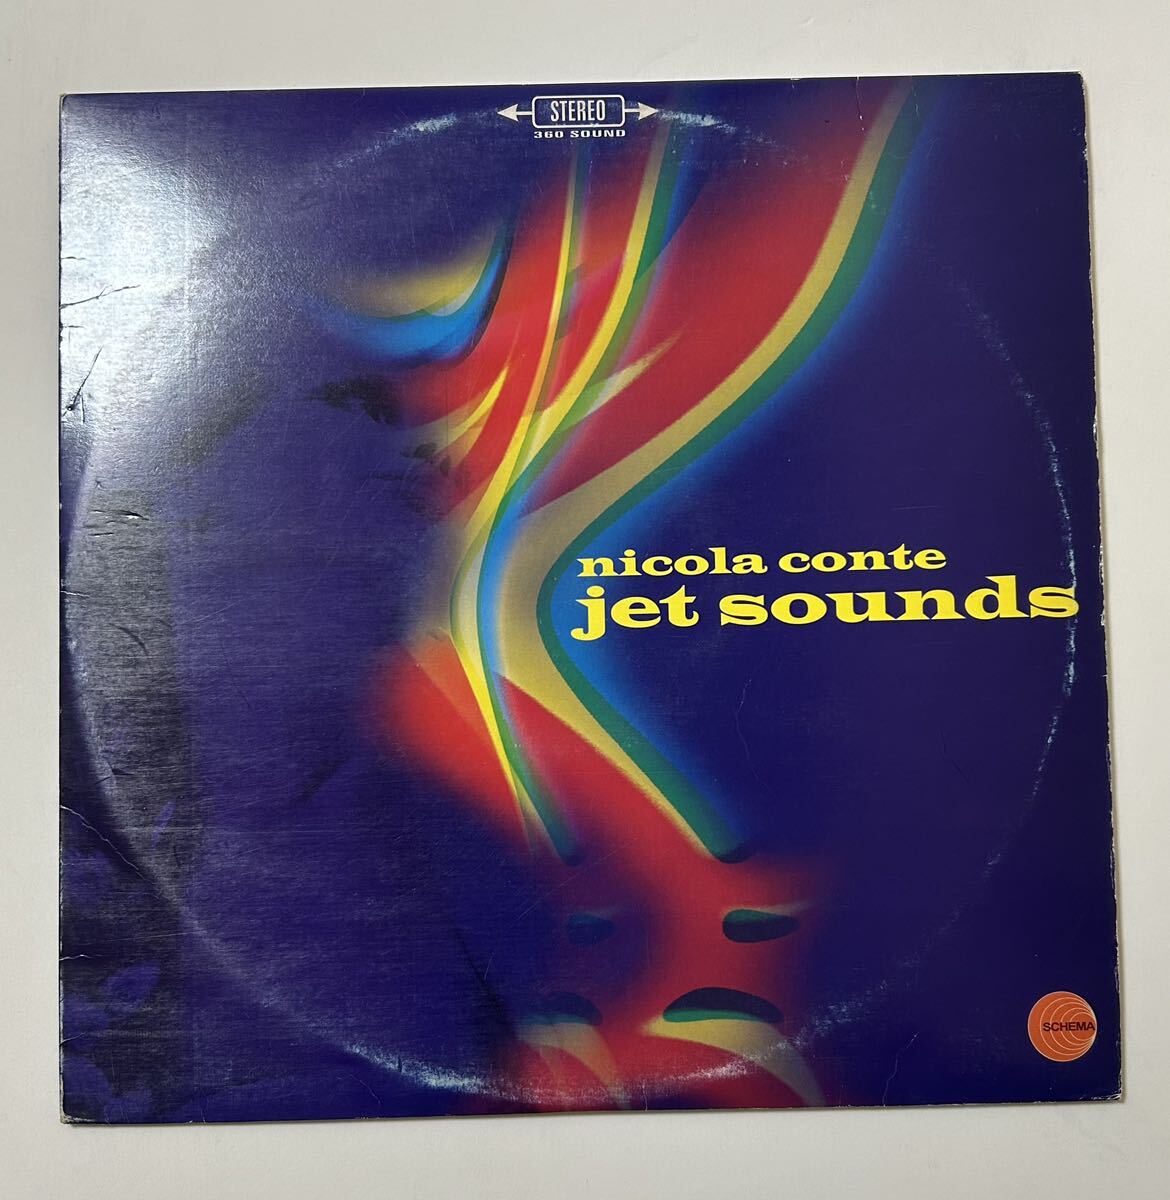 STEREO
360 SOUND
nicola conte
jet sounds
SCHEMA